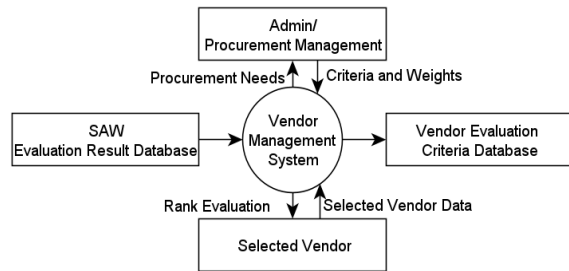 Admin/
Procurement Management
Procurement Needs
Criteria and Weights
SAW
Evaluation Result Database
Vendor
Management
System
Vendor Evaluation
Criteria Database
Rank Evaluation
Selected Vendor Data
Selected Vendor